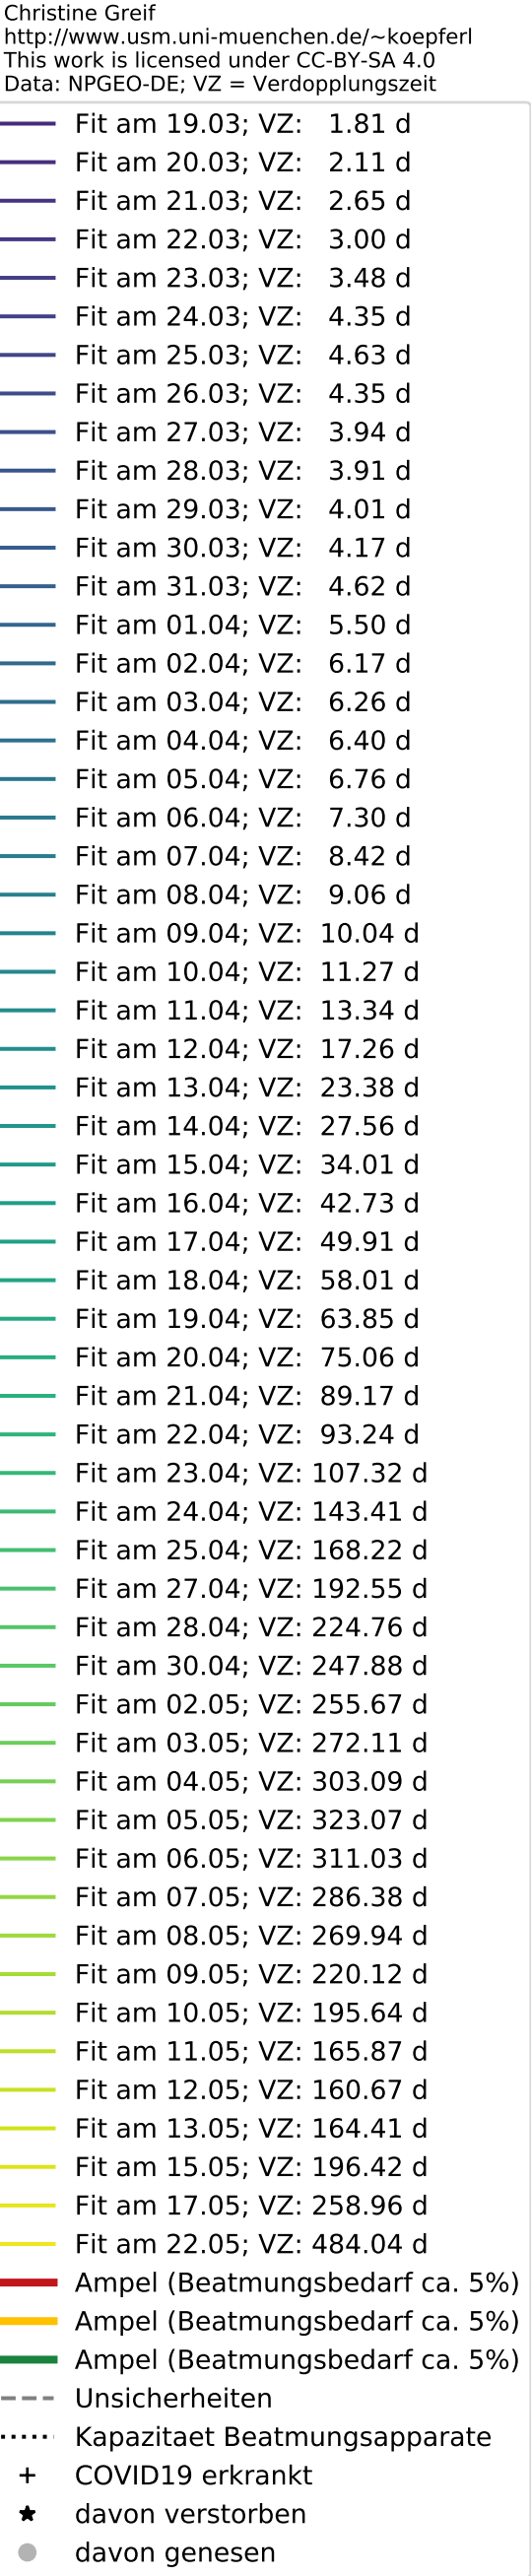 Christine Greif
http://www.usm.uni-muenchen.de/~koepferl
This work is licensed under CC-BY-SA 4.0
Data: NPGEO-DE; VZ = Verdopplungszeit
Fit am 19.03; VZ: 1.81 d
Fit am 20.03; VZ: 2.11 d
Fit am 21.03; VZ: 2.65 d
Fit am 22.03; VZ: 3.00 d
Fit am 23.03; VZ: 3.48 d
Fit am 24.03; VZ: 4.35 d
Fit am 25.03; VZ: 4.63 d
Fit am 26.03; VZ: 4.35 d
Fit am 27.03; VZ: 3.94 d
Fit am 28.03; VZ: 3.91 d
Fit am 29.03; VZ: 4.01 d
Fit am 30.03; VZ: 4.17 d
Fit am 31.03; VZ: 4.62 d
Fit am 01.04; VZ: 5.50 d
Fit am 02.04; VZ: 6.17 d
Fit am 03.04; VZ: 6.26 d
Fit am 04.04; VZ: 6.40 d
Fit am 05.04; VZ: 6.76 d
Fit am 06.04; VZ: 7.30 d
Fit am 07.04; VZ: 8.42 d
Fit am 08.04; VZ: 9.06 d
Fit am 09.04; VZ: 10.04 d
Fit am 10.04; VZ: 11.27 d
Fit am 11.04; VZ: 13.34 d
Fit am 12.04; VZ: 17.26 d
Fit am 13.04; VZ: 23.38 d
Fit am 14.04; VZ: 27.56 d
Fit am 15.04; VZ: 34.01 d
Fit am 16.04; VZ: 42.73 d
Fit am 17.04; VZ: 49.91 d
Fit am 18.04; VZ: 58.01 d
Fit am 19.04; VZ: 63.85 d
Fit am 20.04; VZ: 75.06 d
Fit am 21.04; VZ: 89.17 d
Fit am 22.04; VZ: 93.24 d
Fit am 23.04; VZ: 107.32 d
Fit am 24.04; VZ: 143.41 d
Fit am 25.04; VZ: 168.22 d
Fit am 27.04; VZ: 192.55 d
Fit am 28.04; VZ: 224.76 d
Fit am 30.04; VZ: 247.88 d
Fit am 02.05; VZ: 255.67 d
Fit am 03.05; VZ: 272.11 d
Fit am 04.05; VZ: 303.09 d
Fit am 05.05; VZ: 323.07 d
Fit am 06.05; VZ: 311.03 d
Fit am 07.05; VZ: 286.38 d
Fit am 08.05; VZ: 269.94 d
Fit am 09.05; VZ: 220.12 d
Fit am 10.05; VZ: 195.64 d
Fit am 11.05; VZ: 165.87 d
Fit am 12.05; VZ: 160.67 d
Fit am 13.05; VZ: 164.41 d
Fit am 15.05; VZ: 196.42 d
Fit am 17.05; VZ: 258.96 d
Fit am 22.05; VZ: 484.04 d
Ampel (Beatmungsbedarf ca. 5%)
Ampel (Beatmungsbedarf ca. 5%)
Ampel (Beatmungsbedarf ca. 5%)
Unsicherheiten
Kapazitaet Beatmungsapparate
COVID19 erkrankt
davon verstorben
davon genesen